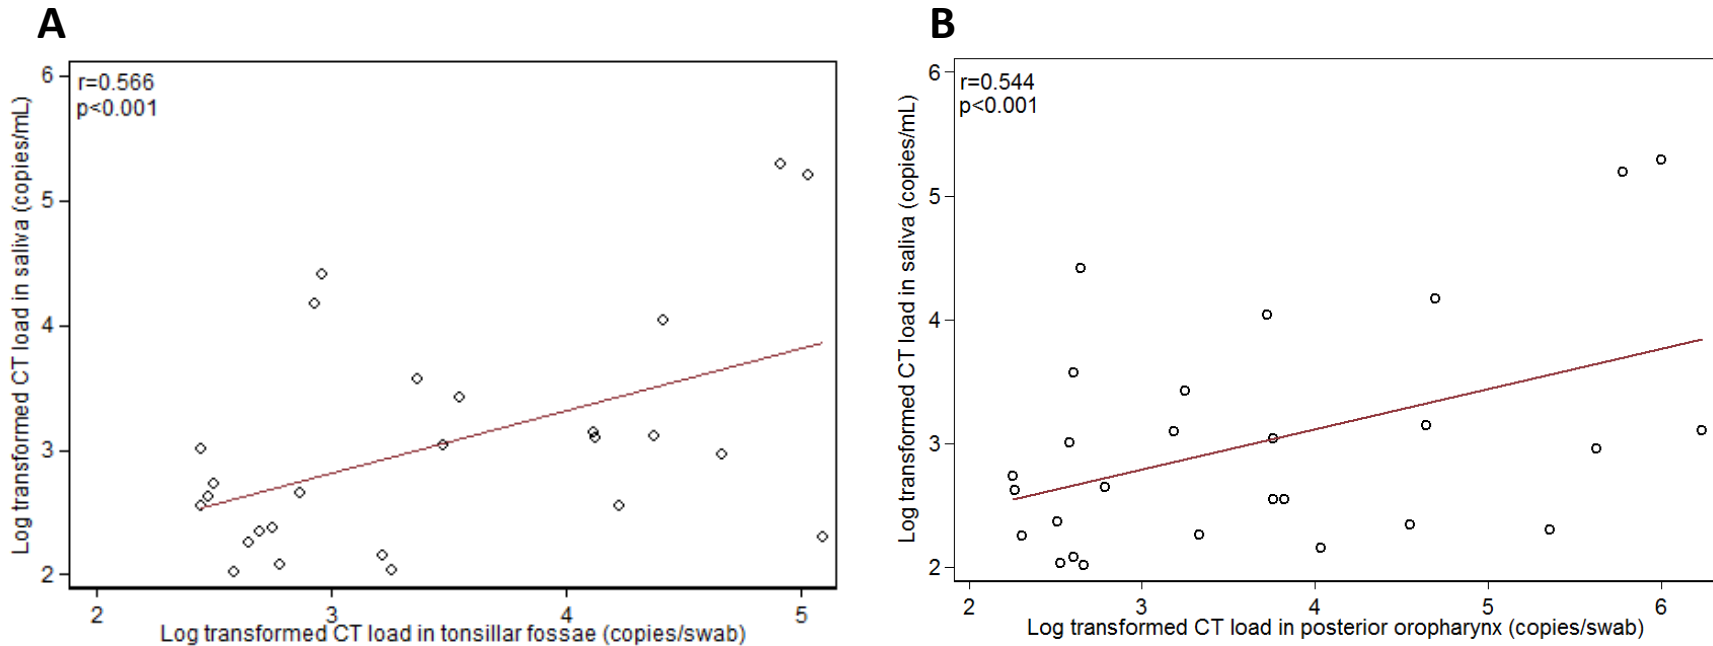 A
r=0.566
p<0.001
Log transformed CT load in saliva (copies/mL)
6
5
4
3
2
2 3 4 5
Log transformed CT load in tonsillar fossae (copies/swab)
B
r=0.544
p<0.001
Log transformed CT load in saliva (copies/mL)
6
5
4
3
2
2 3 4 5 6
Log transformed CT load in posterior oropharynx (copies/swab)